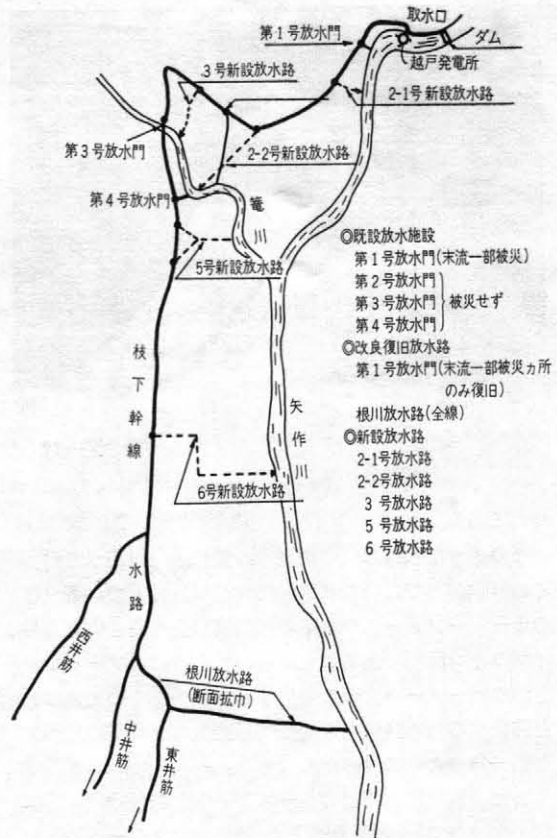 取水口
第1号放水門
ダム
越戸発電所
3号新設放水路
2-1号新設放水路
第3号放水門
2-2号新設放水路
第4号放水門
籠川
5号新設放水路
◎既設放水施設
第1号放水門(末流一部被災)
第2号放水門
第3号放水門
第4号放水門
被災せず
◎改良復旧放水路
第1号放水門(末流一部被災ヵ所
のみ復旧)
根川放水路(全線)
◎新設放水路
2-1号放水路
2-2号放水路
3 号放水路
5 号放水路
6 号放水路
枝下幹線
矢作川
6号新設放水路
水路
西井筋
根川放水路
(断面拡巾)
中井筋
東井筋